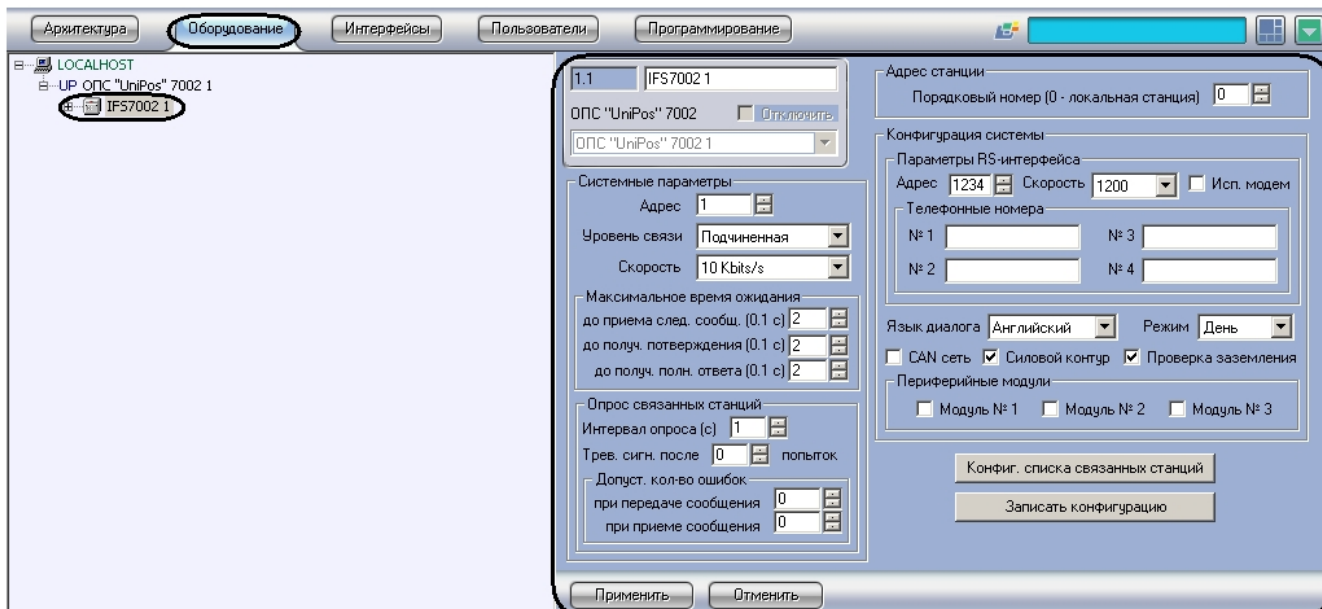 Архитектура Оборудование Интерфейсы Пользователи Программирование
LOCALHOST
UP ОПС "UniPos" 7002 1
IFS7002 1
1.1 IFS7002 1
ОПС "UniPos" 7002 Отключить
ОПС "UniPos" 7002 1
Системные параметры
Адрес 1
Уровень связи Подчиненная
Скорость 10 Kbits/s
Максимальное время ожидания
до приема след. сообщ. (0.1 с) 2
до получ. потверждения (0.1 с) 2
до получ. полн. ответа (0.1 с) 2
Опрос связанных станций
Интервал опроса (с) 1
Трев. сигн. после 0 попыток
Допуст. кол-во ошибок
при передаче сообщения 0
при приеме сообщения 0
Адрес станции
Порядковый номер (0 - локальная станция) 0
Конфигурация системы
Параметры RS-интерфейса
Адрес 1234 Скорость 1200 Исп. модем
Телефонные номера
№ 1 № 3
№ 2 № 4
Язык диалога Английский Режим День
CAN сеть Силовой контур Проверка заземления
Периферийные модули
Модуль № 1 Модуль № 2 Модуль № 3
Конфиг. списка связанных станций
Записать конфигурацию
Применить Отменить